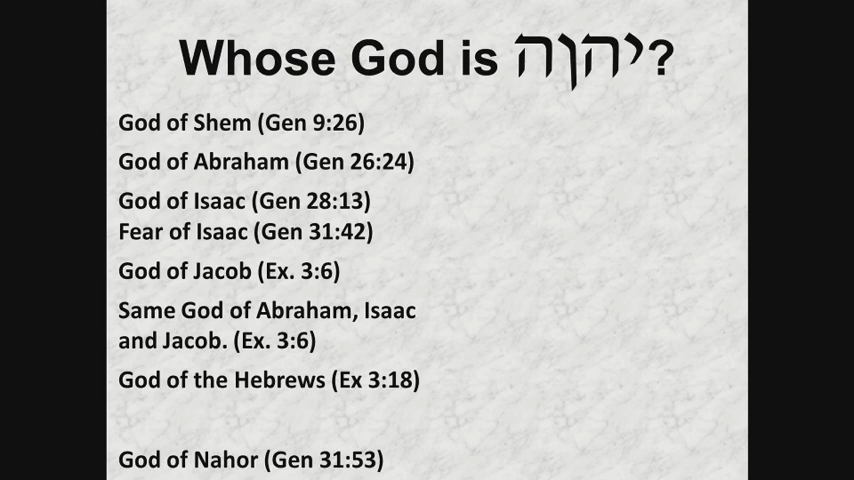 Whose God is יהוה?
God of Shem (Gen 9:26)
God of Abraham (Gen 26:24)
God of Isaac (Gen 28:13)
Fear of Isaac (Gen 31:42)
God of Jacob (Ex. 3:6)
Same God of Abraham, Isaac
and Jacob. (Ex. 3:6)
God of the Hebrews (Ex 3:18)
God of Nahor (Gen 31:53)